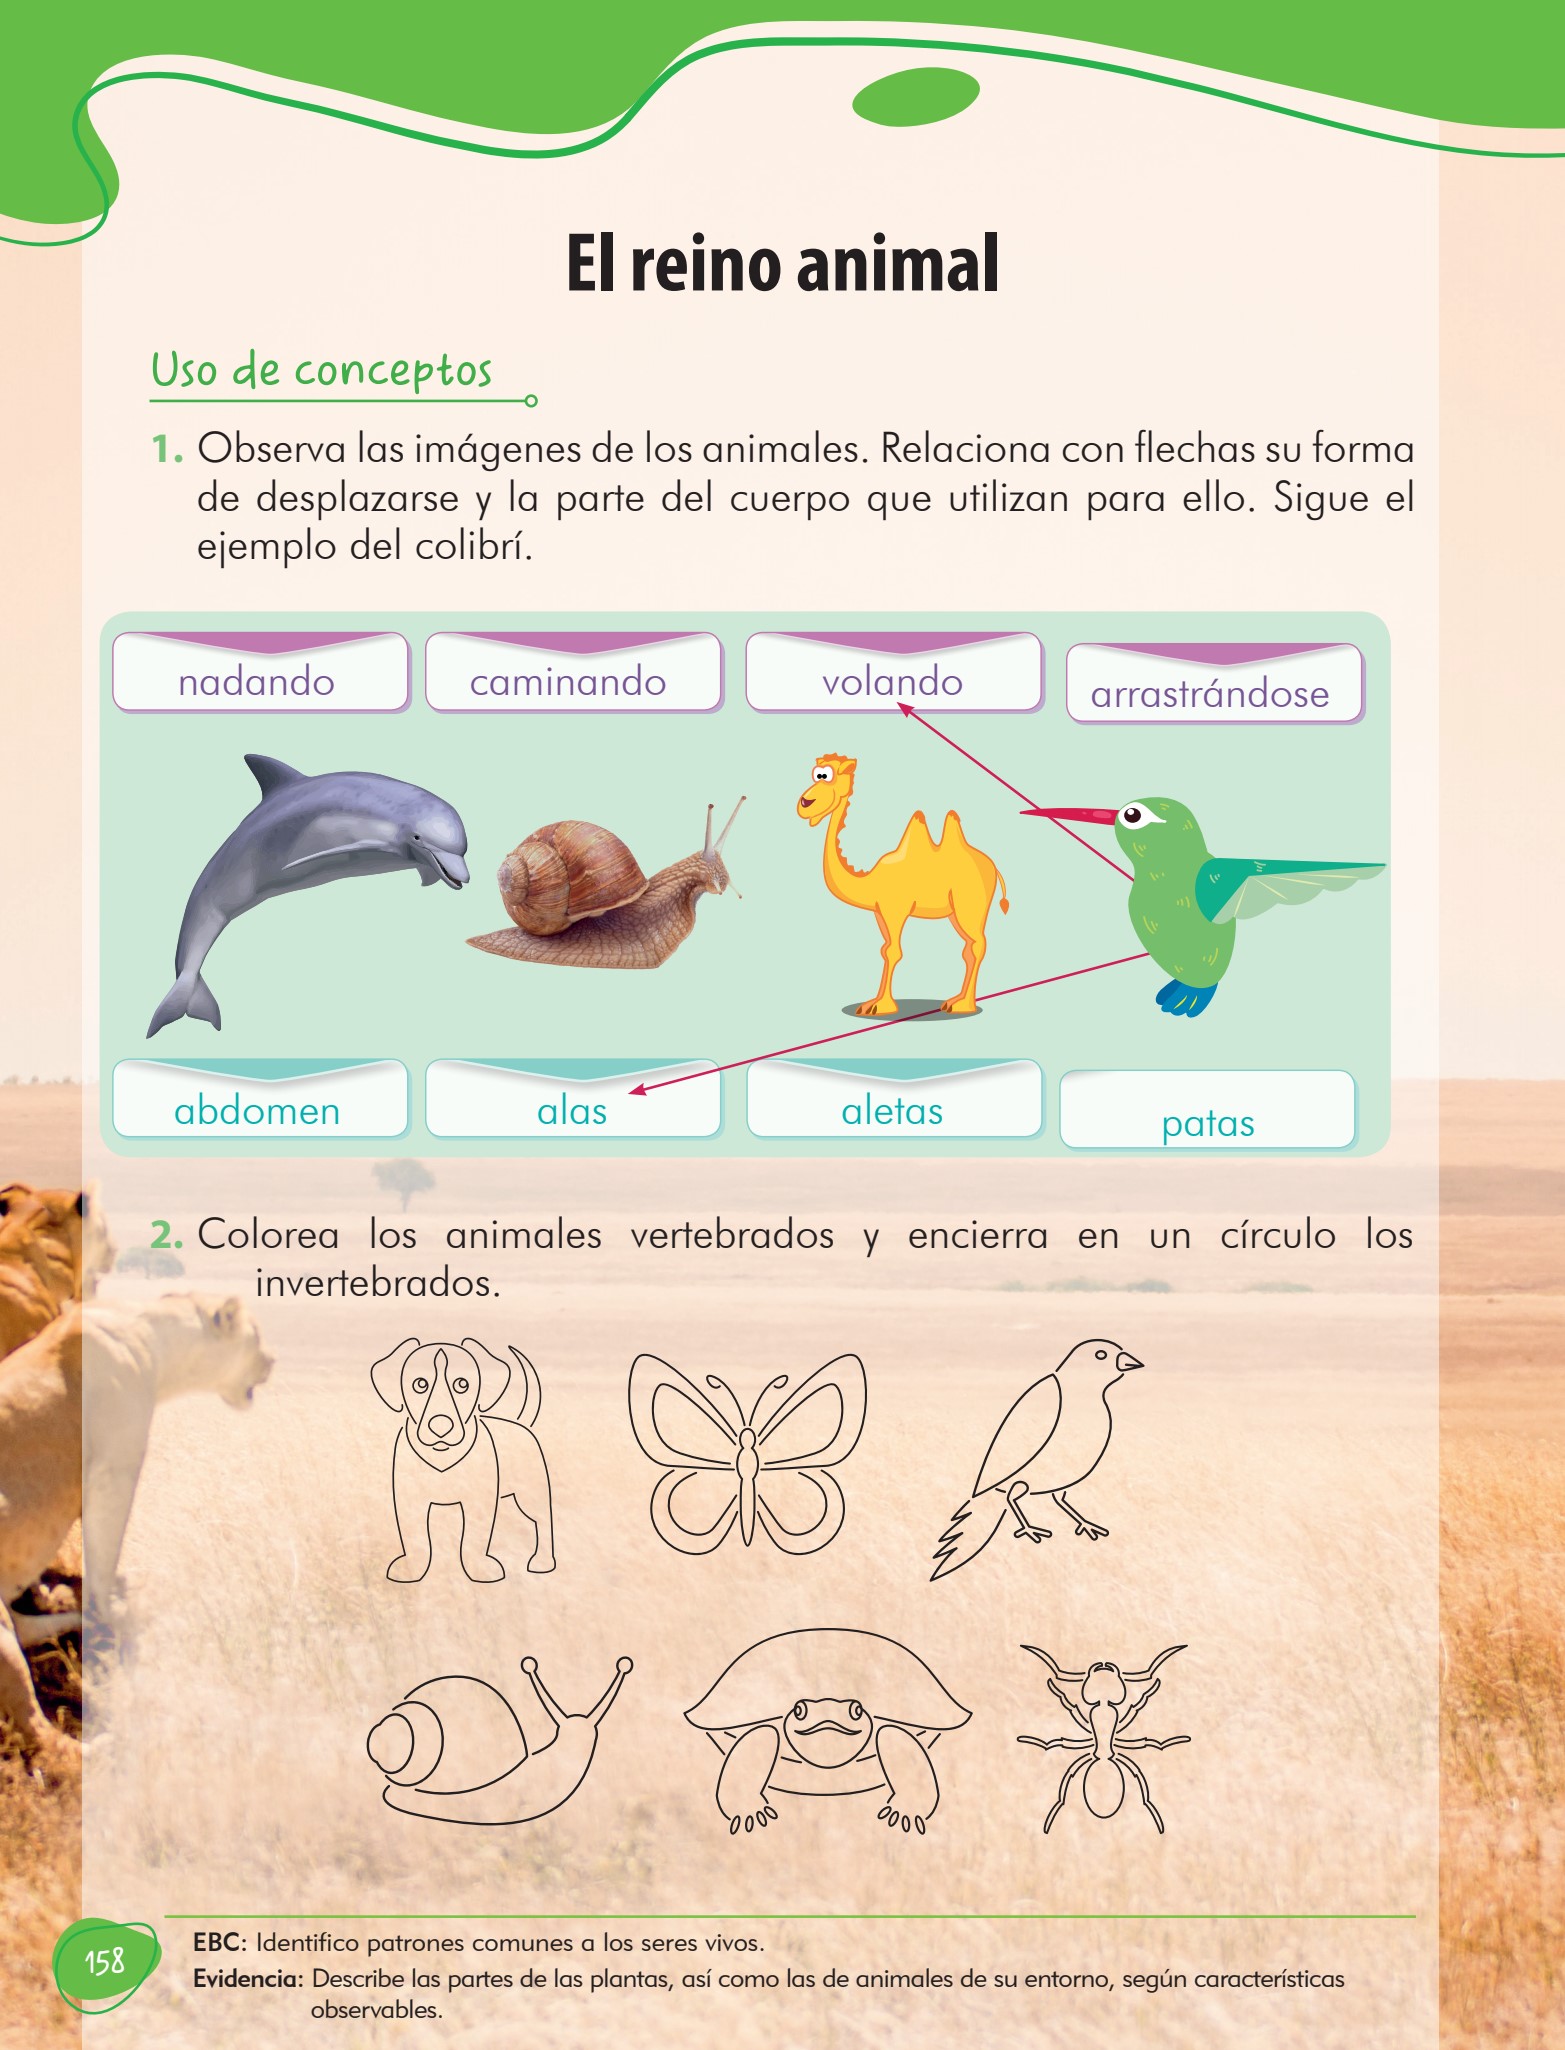 El reino animal
Uso de conceptos
1. Observa las imágenes de los animales. Relaciona con flechas su forma
de desplazarse y la parte del cuerpo que utilizan para ello. Sigue el
ejemplo del colibrí.
nadando
caminando
volando
arrastrándose
abdomen
alas
aletas
patas
2. Colorea los animales vertebrados y encierra en un círculo los
invertebrados.
158
EBC: Identifico patrones comunes a los seres vivos.
Evidencia: Describe las partes de las plantas, así como las de animales de su entorno, según características
observables.